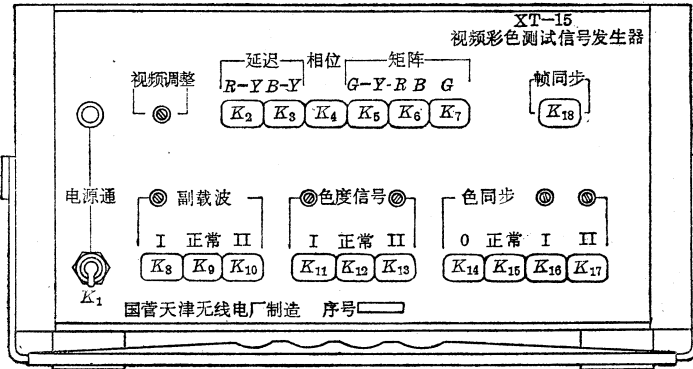 XT-15
视频彩色测试信号发生器
延迟 相位 矩阵
视频调整 R-Y B-Y G-Y-R B G 帧同步
K2 K3 K4 K5 K6 K7 K18
电源通 副载波 色度信号 色同步
I 正常 II I 正常 II 0 正常 I II
K8 K9 K10 K11 K12 K13 K14 K15 K16 K17
K1
国营天津无线电厂制造 序号